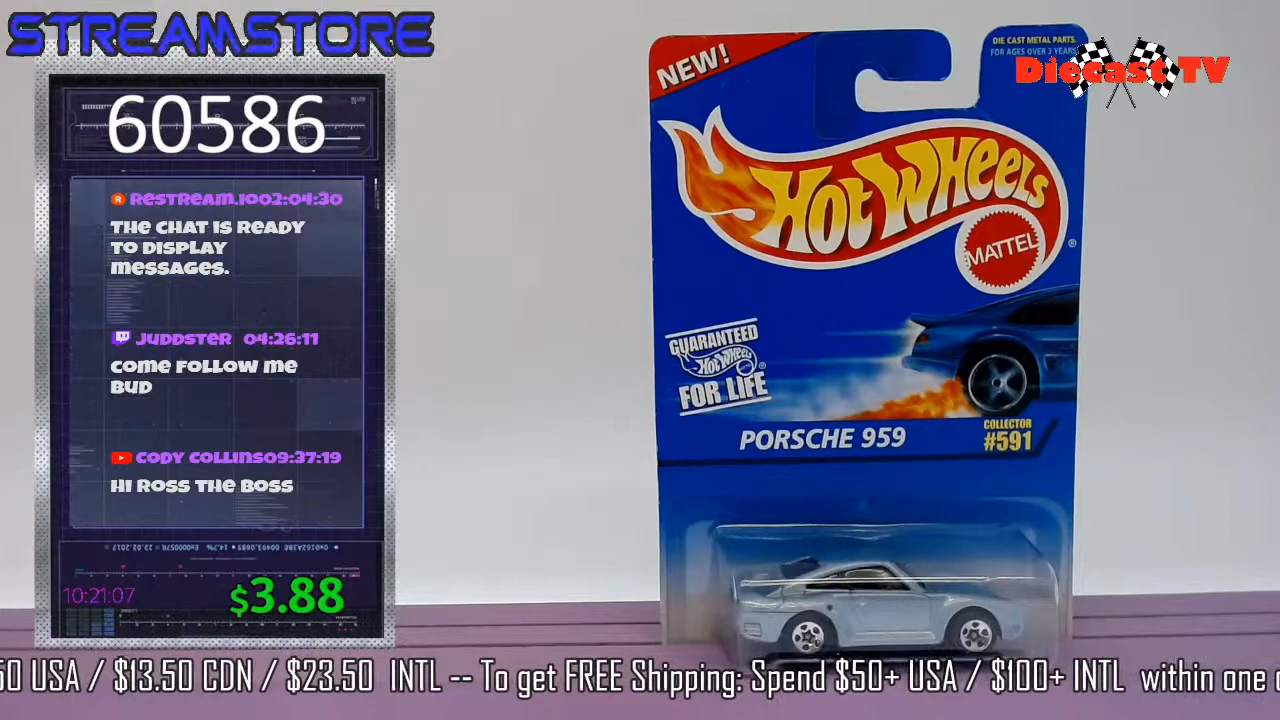 STREAMSTORE
60586
Restream.io 02:04:30
The chat is ready
to display
messages.
Juddster 04:26:11
come follow me
bud
Cody Collins 09:37:19
Hi Ross the Boss
10:21:07
$3.88
NEW!
DIE CAST METAL PARTS.
FOR AGES OVER 3 YEARS
Diecast TV
Hot Wheels
MATTEL
®
GUARANTEED
Hot Wheels
FOR LIFE
PORSCHE 959
COLLECTOR
#591
50 USA / $13.50 CDN / $23.50 INTL -- To get FREE Shipping: Spend $50+ USA / $100+ INTL within one